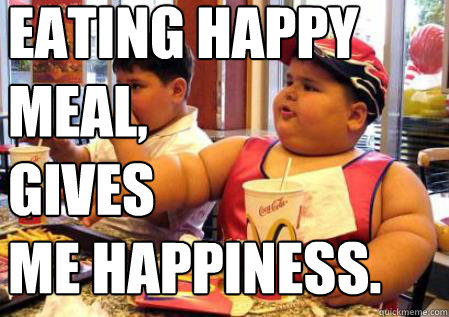 EATING HAPPY
MEAL,
GIVES
ME HAPPINESS.
Coca-Cola
quickmeme.com